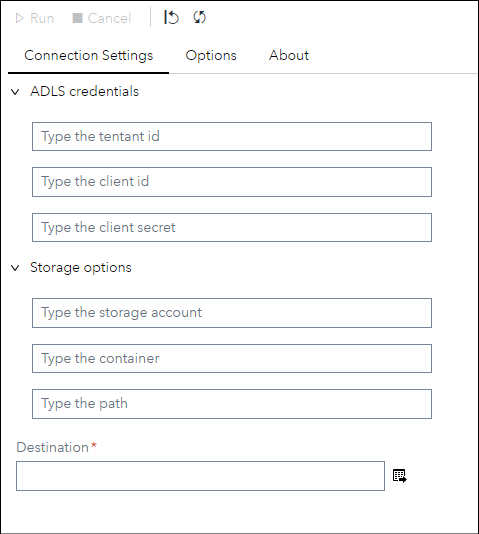 Run Cancel
Connection Settings Options About
ADLS credentials
Type the tentant id
Type the client id
Type the client secret
Storage options
Type the storage account
Type the container
Type the path
Destination *